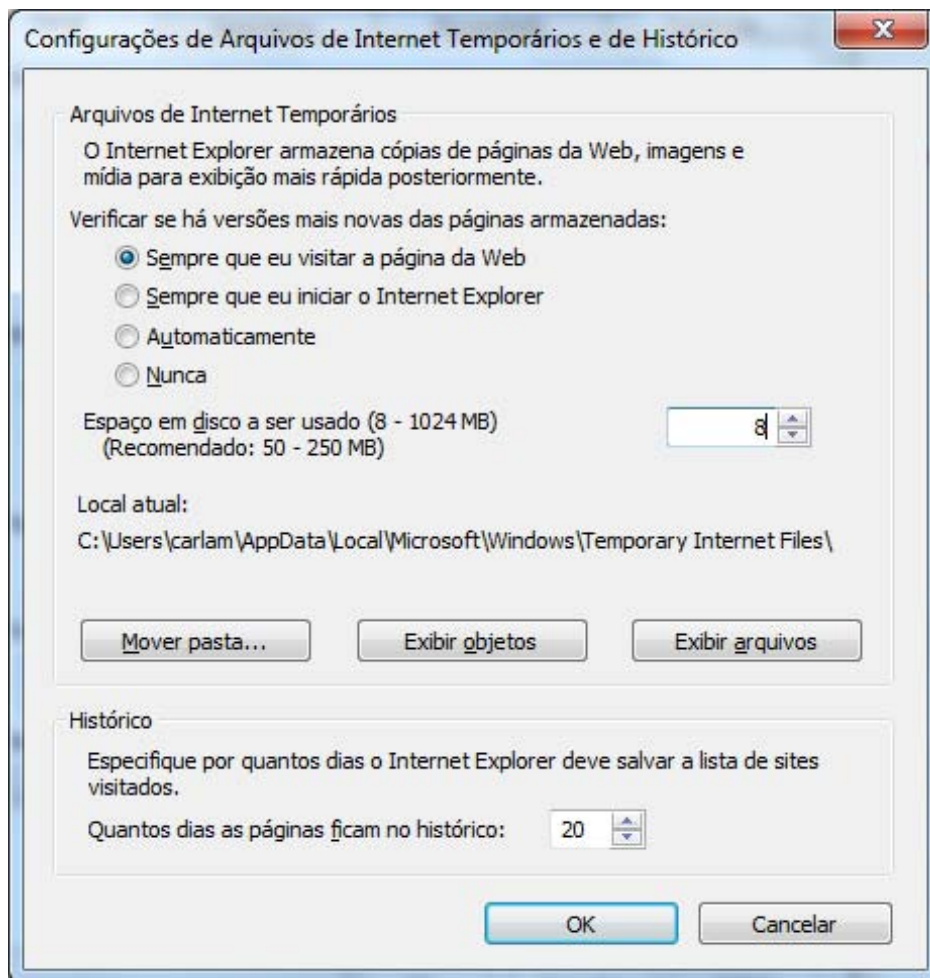 Configurações de Arquivos de Internet Temporários e de Histórico
Arquivos de Internet Temporários
O Internet Explorer armazena cópias de páginas da Web, imagens e
mídia para exibição mais rápida posteriormente.
Verificar se há versões mais novas das páginas armazenadas:
Sempre que eu visitar a página da Web
Sempre que eu iniciar o Internet Explorer
Automaticamente
Nunca
Espaço em disco a ser usado (8 - 1024 MB) 8
(Recomendado: 50 - 250 MB)
Local atual:
C:\Users\carlam\AppData\Local\Microsoft\Windows\Temporary Internet Files\
Mover pasta... Exibir objetos Exibir arquivos
Histórico
Especifique por quantos dias o Internet Explorer deve salvar a lista de sites
visitados.
Quantos dias as páginas ficam no histórico: 20
OK Cancelar